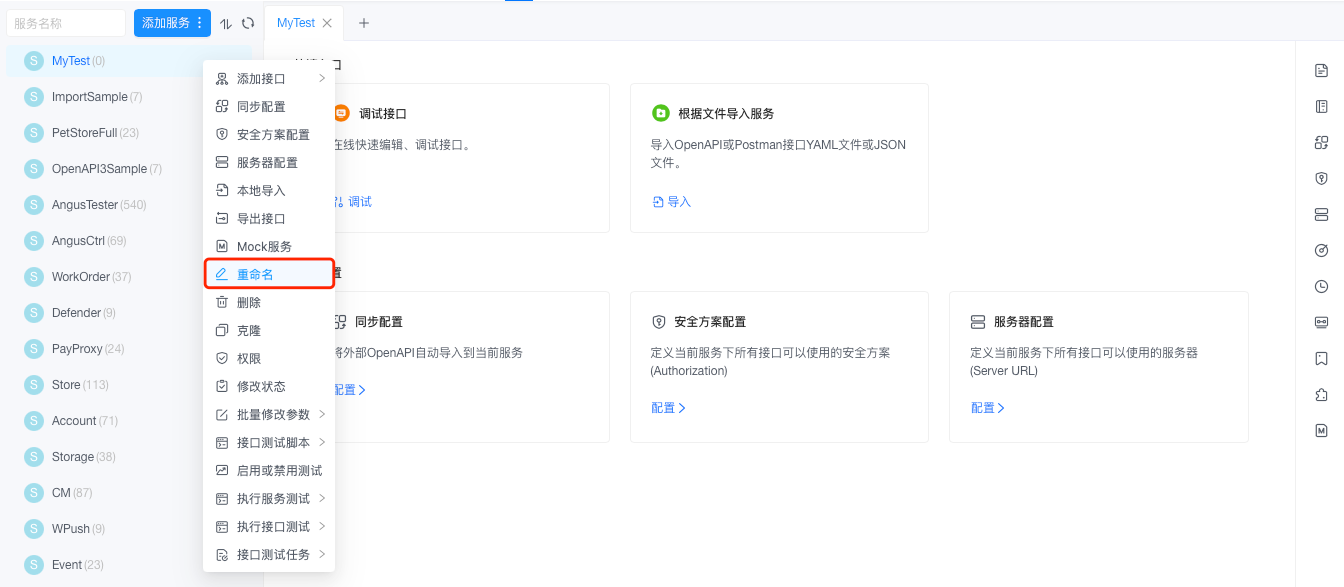 服务名称
添加服务
MyTest(0)
ImportSample(7)
PetStoreFull(23)
OpenAPI3Sample(7)
AngusTester(540)
AngusCtrl(69)
WorkOrder(37)
Defender(9)
PayProxy(24)
Store(113)
Account(71)
Storage(38)
CM(87)
WPush(9)
Event(23)
添加接口
同步配置
安全方案配置
服务器配置
本地导入
导出接口
Mock服务
重命名
删除
克隆
权限
修改状态
批量修改参数
接口测试脚本
启用或禁用测试
执行服务测试
执行接口测试
接口测试任务
MyTest
调试接口
在线快速编辑、调试接口。
调试
根据文件导入服务
导入OpenAPI或Postman接口YAML文件或JSON
文件。
导入
置
同步配置
将外部OpenAPI自动导入到当前服务
配置
安全方案配置
定义当前服务下所有接口可以使用的安全方案
(Authorization)
配置
服务器配置
定义当前服务下所有接口可以使用的服务器
(Server URL)
配置